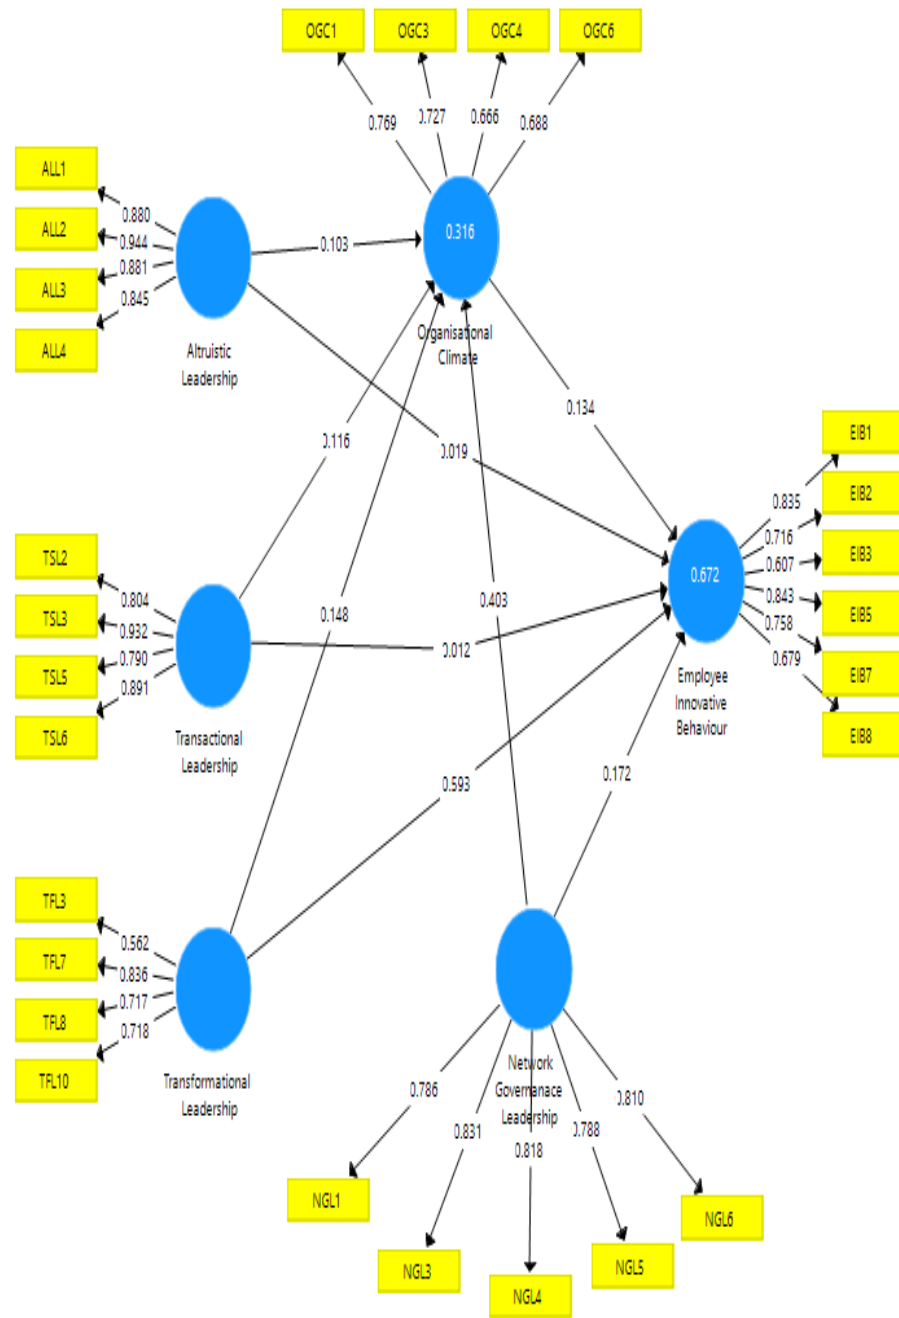 OGC1
OGC3
OGC4
OGC6
0.769
0.727
0.666
0.688
ALL1
ALL2
ALL3
ALL4
0.880
0.944
0.881
0.845
0.103
0.316
Altruistic
Leadership
Organisational
Climate
0.134
0.116
0.019
EIB1
EIB2
EIB3
EIB5
EIB7
EIB8
0.835
0.716
0.607
0.843
0.758
0.679
0.672
Employee
Innovative
Behaviour
TSL2
TSL3
TSL5
TSL6
0.804
0.932
0.790
0.891
0.148
0.403
0.012
Transactional
Leadership
0.593
0.172
TFL3
TFL7
TFL8
TFL10
0.562
0.836
0.717
0.718
Transformational
Leadership
Network
Governanace
Leadership
0.786
0.831
0.818
0.788
0.810
NGL1
NGL3
NGL4
NGL5
NGL6